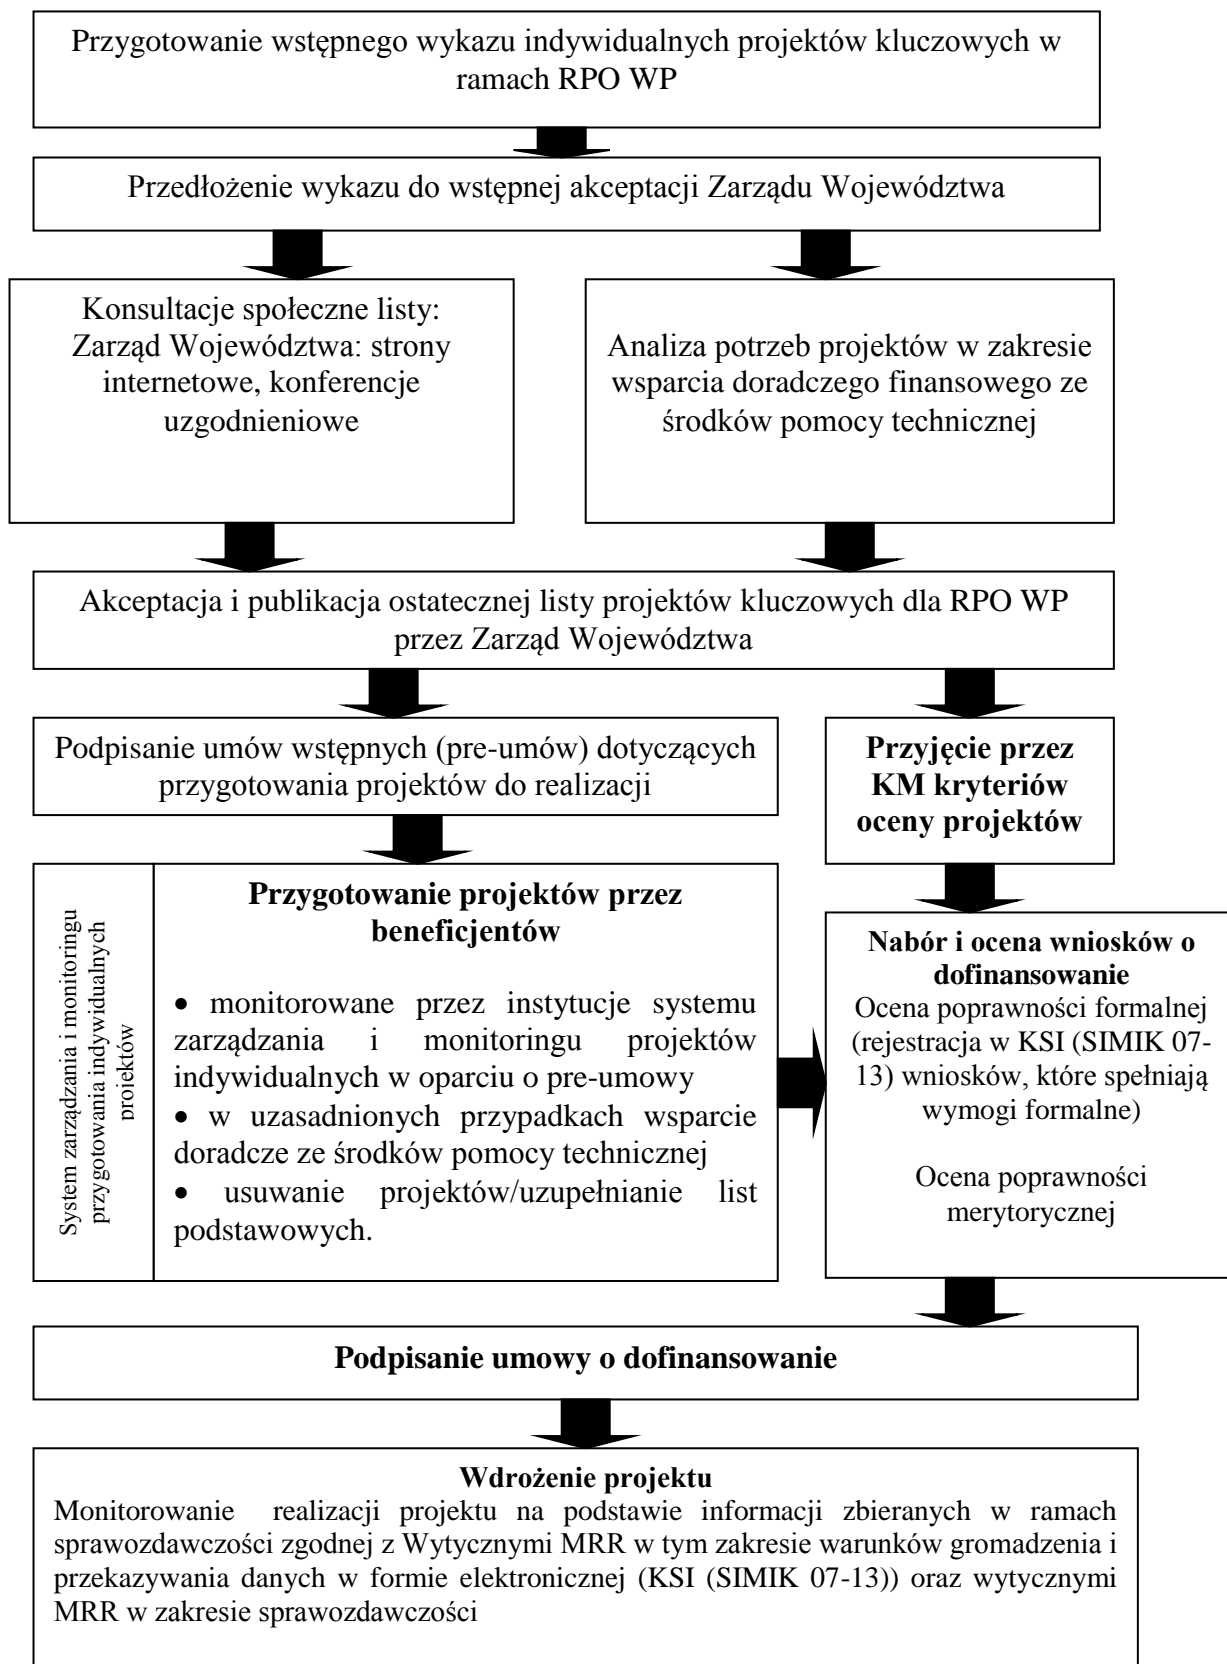 Przygotowanie wstępnego wykazu indywidualnych projektów kluczowych w
ramach RPO WP
Przedłożenie wykazu do wstępnej akceptacji Zarządu Województwa
Konsultacje społeczne listy:
Zarząd Województwa: strony
internetowe, konferencje
uzgodnieniowe
Analiza potrzeb projektów w zakresie
wsparcia doradczego finansowego ze
środków pomocy technicznej
Akceptacja i publikacja ostatecznej listy projektów kluczowych dla RPO WP
przez Zarząd Województwa
Podpisanie umów wstępnych (pre-umów) dotyczących
przygotowania projektów do realizacji
Przyjęcie przez
KM kryteriów
oceny projektów
System zarządzania i monitoringu
przygotowania indywidualnych
projektów
Przygotowanie projektów przez
beneficjentów
• monitorowane przez instytucje systemu
zarządzania i monitoringu projektów
indywidualnych w oparciu o pre-umowy
• w uzasadnionych przypadkach wsparcie
doradcze ze środków pomocy technicznej
• usuwanie projektów/uzupełnianie list
podstawowych.
Nabór i ocena wniosków o
dofinansowanie
Ocena poprawności formalnej
(rejestracja w KSI (SIMIK 07-
13) wniosków, które spełniają
wymogi formalne)
Ocena poprawności
merytorycznej
Podpisanie umowy o dofinansowanie
Wdrożenie projektu
Monitorowanie realizacji projektu na podstawie informacji zbieranych w ramach
sprawozdawczości zgodnej z Wytycznymi MRR w tym zakresie warunków gromadzenia i
przekazywania danych w formie elektronicznej (KSI (SIMIK 07-13)) oraz wytycznymi
MRR w zakresie sprawozdawczości